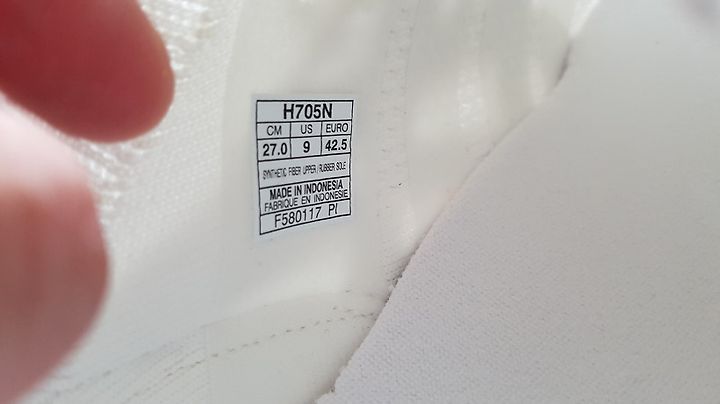 H705N
CM US EURO
27.0 9 42.5
SYNTHETIC FIBER UPPER / RUBBER SOLE
MADE IN INDONESIA
FABRIQUE EN INDONESIE
F580117 PI